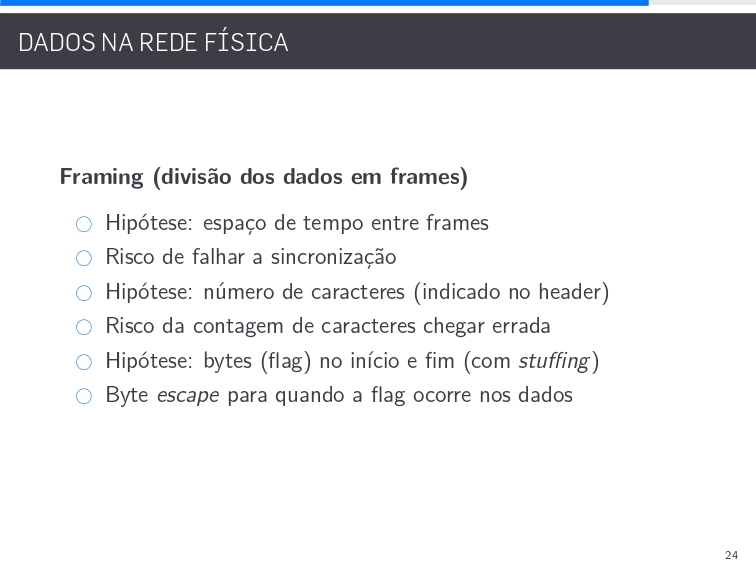 DADOS NA REDE FÍSICA
Framing (divisão dos dados em frames)
Hipótese: espaço de tempo entre frames
Risco de falhar a sincronização
Hipótese: número de caracteres (indicado no header)
Risco da contagem de caracteres chegar errada
Hipótese: bytes (flag) no início e fim (com stuffing)
Byte escape para quando a flag ocorre nos dados
24